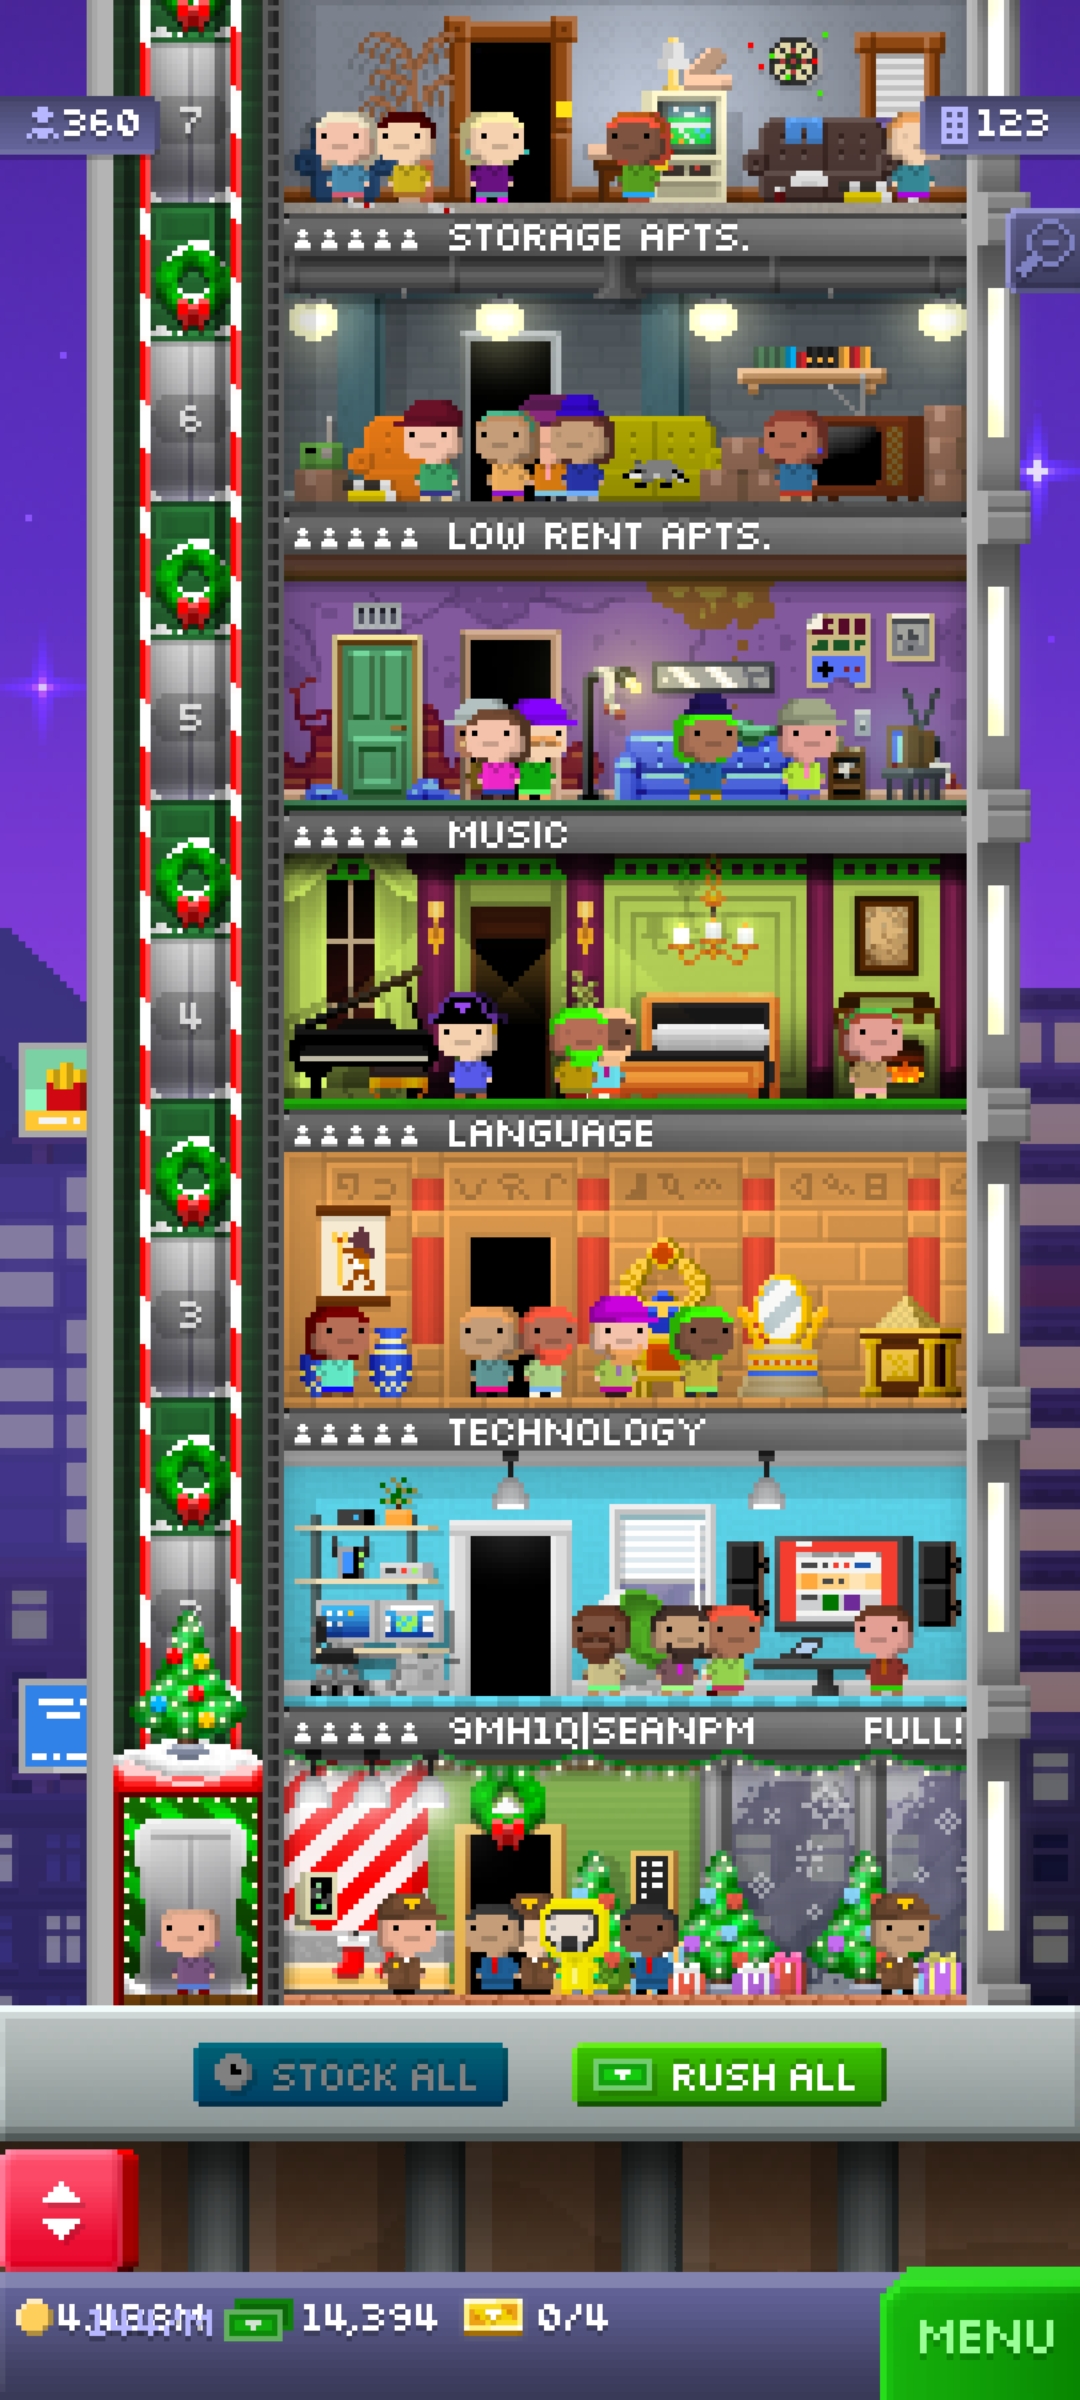 7
360
123
STORAGE APTS.
6
LOW RENT APTS.
5
MUSIC
4
LANGUAGE
3
TECHNOLOGY
9MH1Q|SEANPM FULL!
STOCK ALL
RUSH ALL
14,394
0/4
MENU